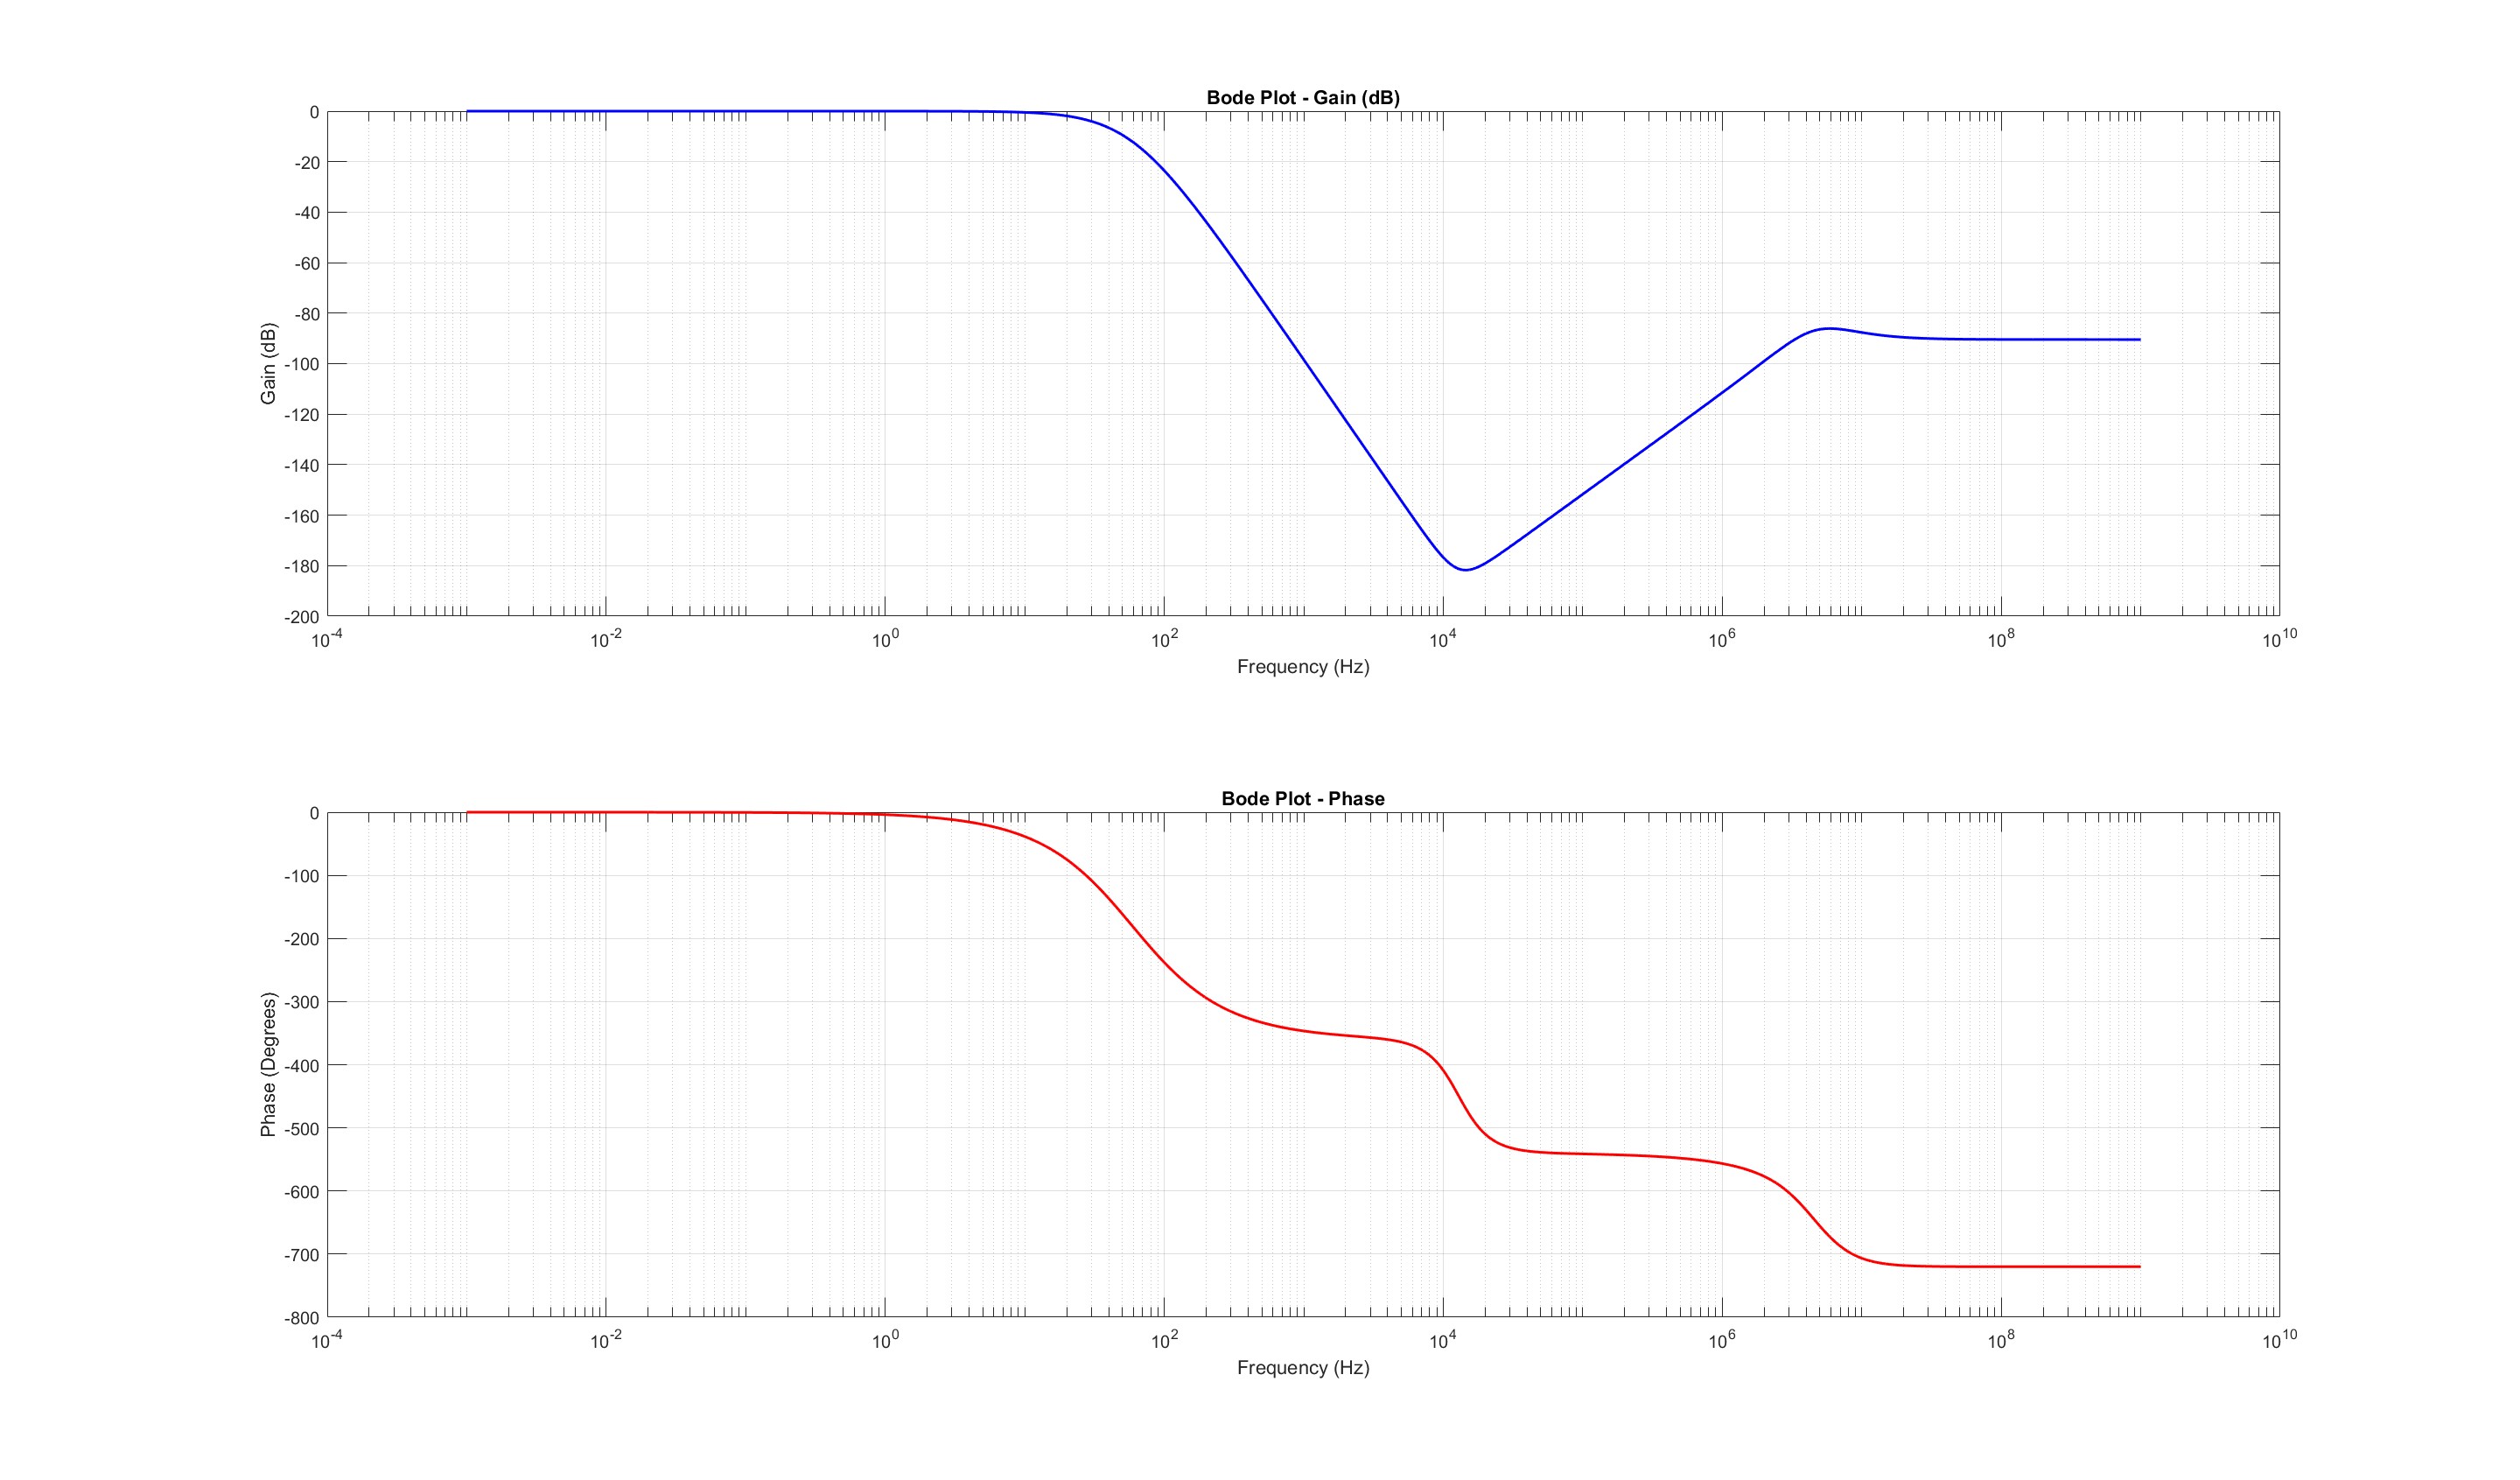 Bode Plot - Gain (dB)
0
-20
-40
-60
-80
-100
-120
-140
-160
-180
-200
Gain (dB)
10^-4 10^-2 10^0 10^2 10^4 10^6 10^8 10^10
Frequency (Hz)
Bode Plot - Phase
0
-100
-200
-300
-400
-500
-600
-700
-800
Phase (Degrees)
10^-4 10^-2 10^0 10^2 10^4 10^6 10^8 10^10
Frequency (Hz)